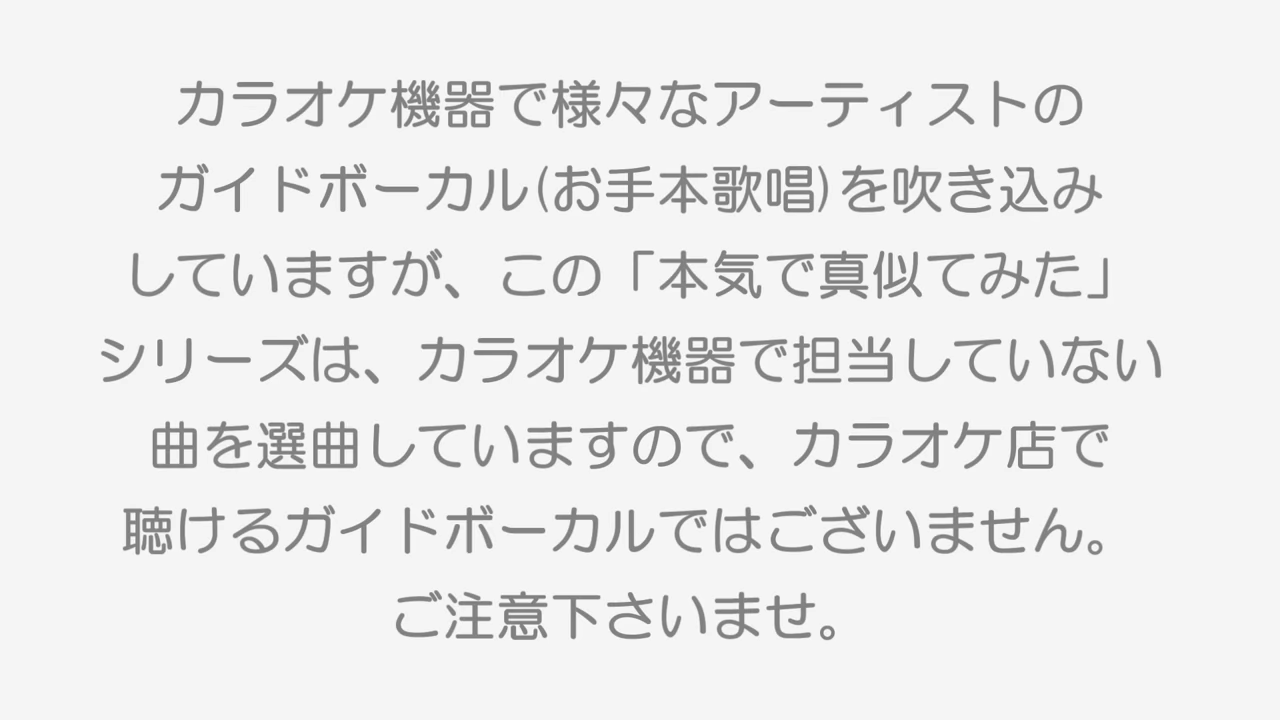 カラオケ機器で様々なアーティストの
ガイドボーカル(お手本歌唱)を吹き込み
していますが、この「本気で真似てみた」
シリーズは、カラオケ機器で担当していない
曲を選曲していますので、カラオケ店で
聴けるガイドボーカルではございません。
ご注意下さいませ。